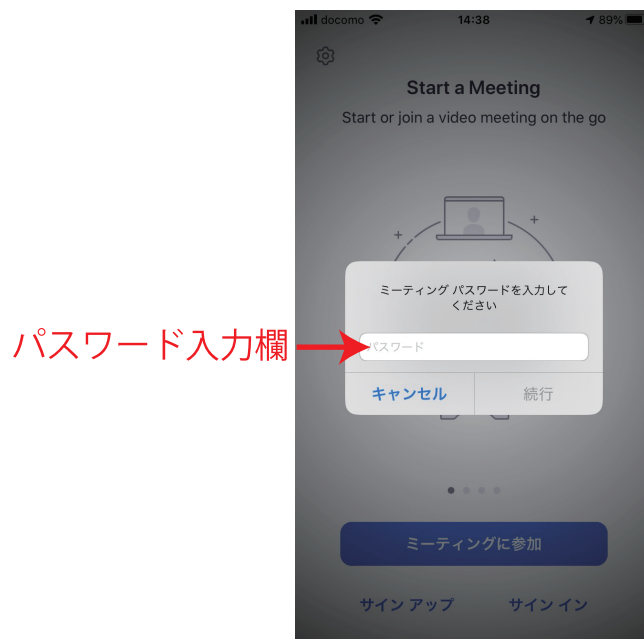 docomo 14:38 89%
Start a Meeting
Start or join a video meeting on the go
ミーティング パスワードを入力して
ください
パスワード入力欄
パスワード
キャンセル 続行
ミーティングに参加
サイン アップ サイン イン